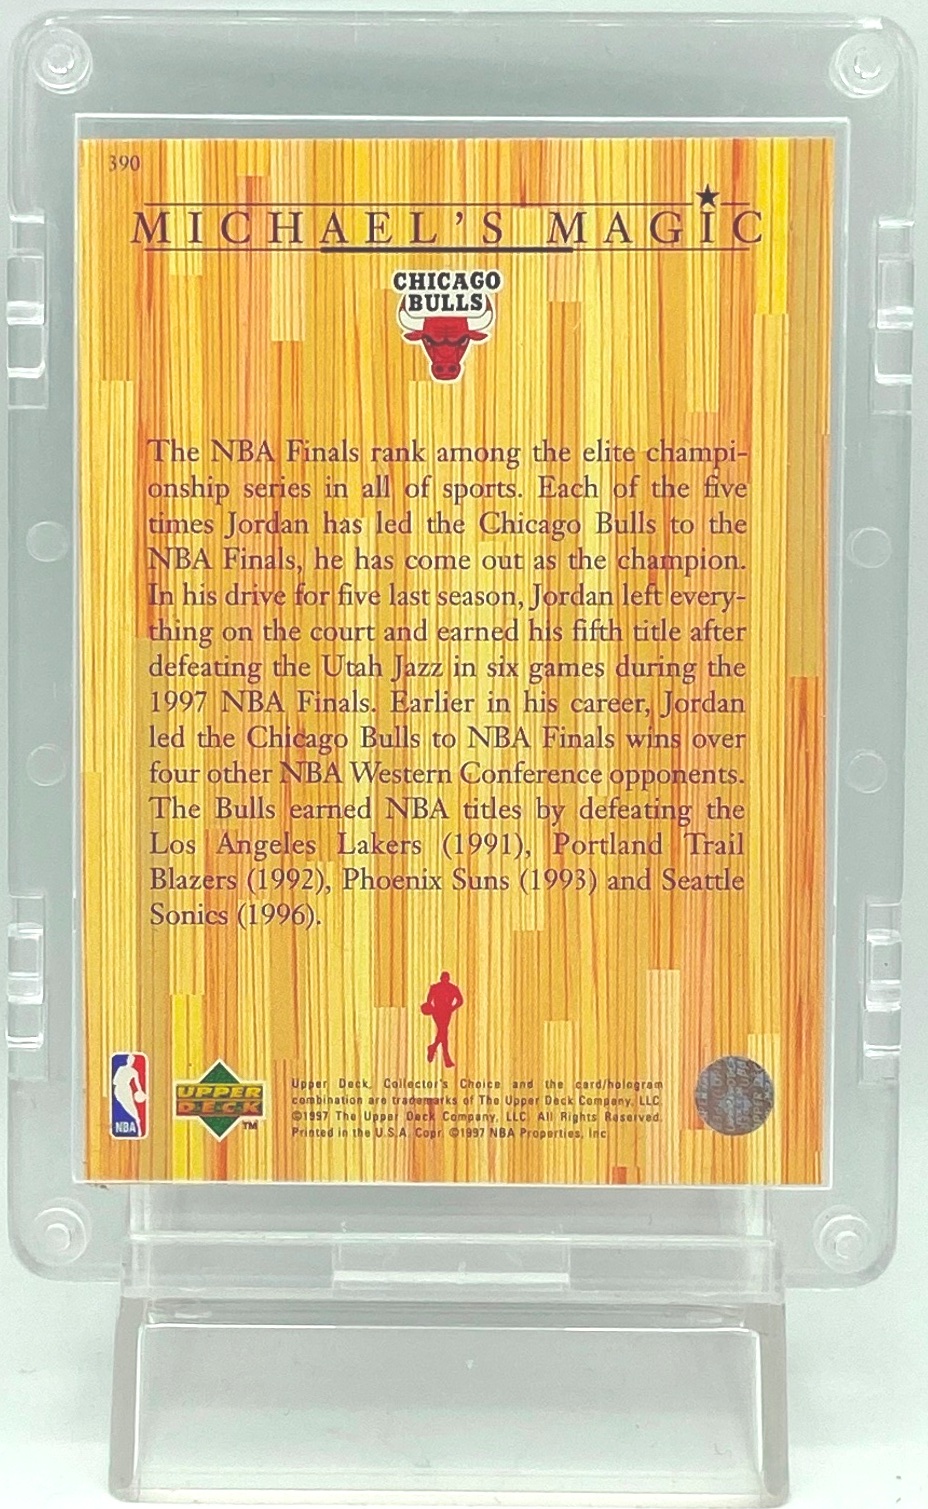 390
MICHAEL'S MAGIC
CHICAGO
BULLS
The NBA Finals rank among the elite champi-
onship series in all of sports. Each of the five
times Jordan has led the Chicago Bulls to the
NBA Finals, he has come out as the champion.
In his drive for five last season, Jordan left every-
thing on the court and earned his fifth title after
defeating the Utah Jazz in six games during the
1997 NBA Finals. Earlier in his career, Jordan
led the Chicago Bulls to NBA Finals wins over
four other NBA Western Conference opponents.
The Bulls earned NBA titles by defeating the
Los Angeles Lakers (1991), Portland Trail
Blazers (1992), Phoenix Suns (1993) and Seattle
Sonics (1996).
NBA
UPPER
DECK
TM
Upper Deck, Collector's Choice and the card/hologram
combination are trademarks of The Upper Deck Company, LLC.
©1997 The Upper Deck Company, LLC. All Rights Reserved.
Printed in the U.S.A. Copr. ©1997 NBA Properties, Inc.